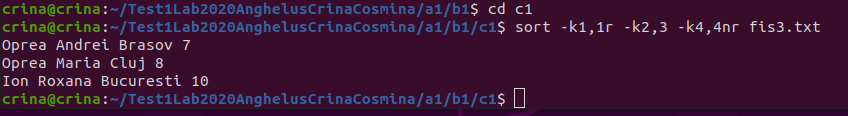 crina@crina:~/Test1Lab2020AnghelusCrinaCosmina/a1/b1$ cd c1
crina@crina:~/Test1Lab2020AnghelusCrinaCosmina/a1/b1/c1$ sort -k1,1r -k2,3 -k4,4nr fis3.txt
Oprea Andrei Brasov 7
Oprea Maria Cluj 8
Ion Roxana Bucuresti 10
crina@crina:~/Test1Lab2020AnghelusCrinaCosmina/a1/b1/c1$